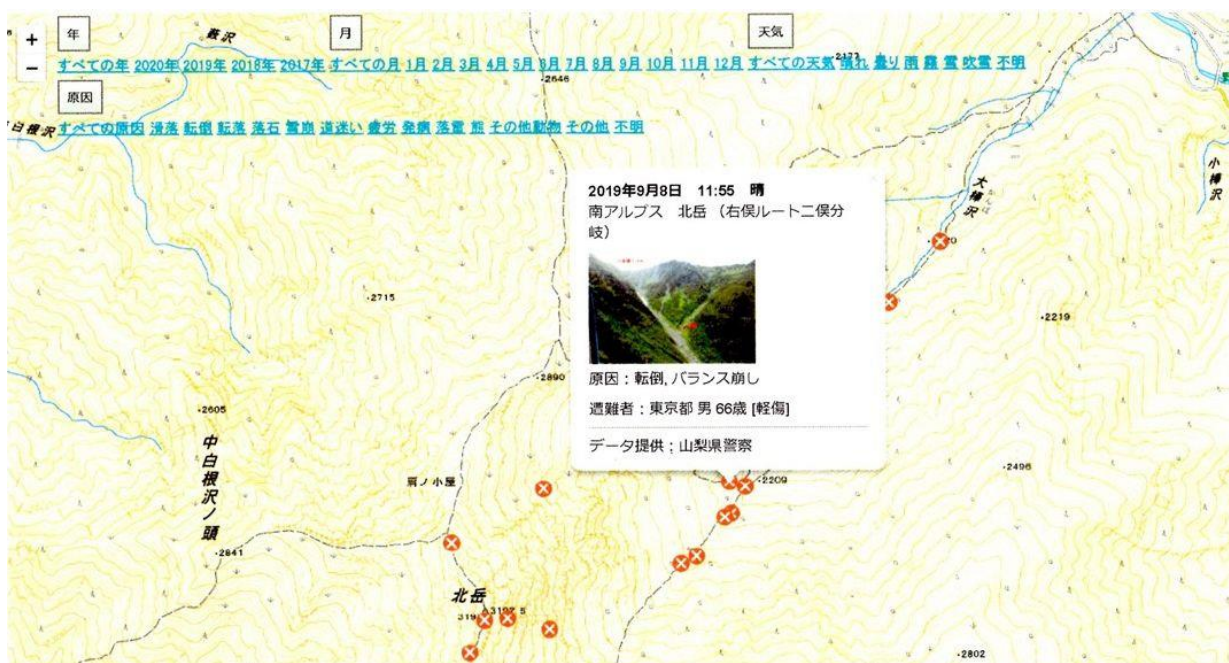 年
月
天気
藪沢
+
−
すべての年 2020年 2019年 2018年 2017年 すべての月 1月 2月 3月 4月 5月 6月 7月 8月 9月 10月 11月 12月 すべての天気 晴れ 曇り 雨 霧 雪 吹雪 不明
2646
原因
白根沢
すべての原因 滑落 転倒 転落 落石 雪崩 道迷い 疲労 発病 落雷 熊 その他動物 その他 不明
小樺沢
大樺沢
2019年9月8日 11:55 晴
南アルプス 北岳 （右俣ルート二俣分
岐）
原因：転倒, バランス崩し
遭難者：東京都 男 66歳 [軽傷]
データ提供：山梨県警察
2715
2219
2890
2605
中白根沢ノ頭
2496
肩ノ小屋
2209
2841
北岳
2802